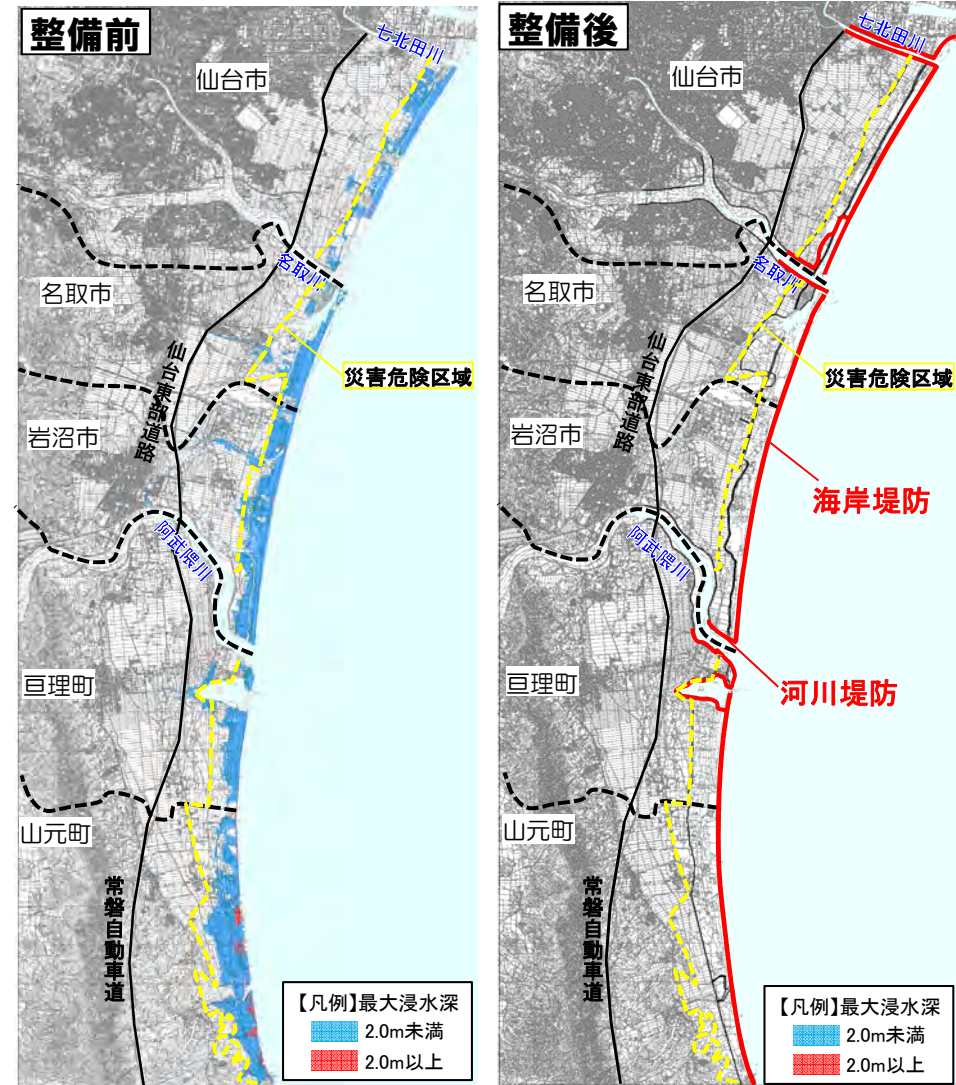 整備前
七北田川
仙台市
名取川
名取市
災害危険区域
仙台東部道路
岩沼市
阿武隈川
亘理町
山元町
常磐自動車道
【凡例】最大浸水深
2.0m未満
2.0m以上
整備後
七北田川
仙台市
名取川
名取市
災害危険区域
仙台東部道路
岩沼市
海岸堤防
阿武隈川
亘理町
河川堤防
山元町
常磐自動車道
【凡例】最大浸水深
2.0m未満
2.0m以上